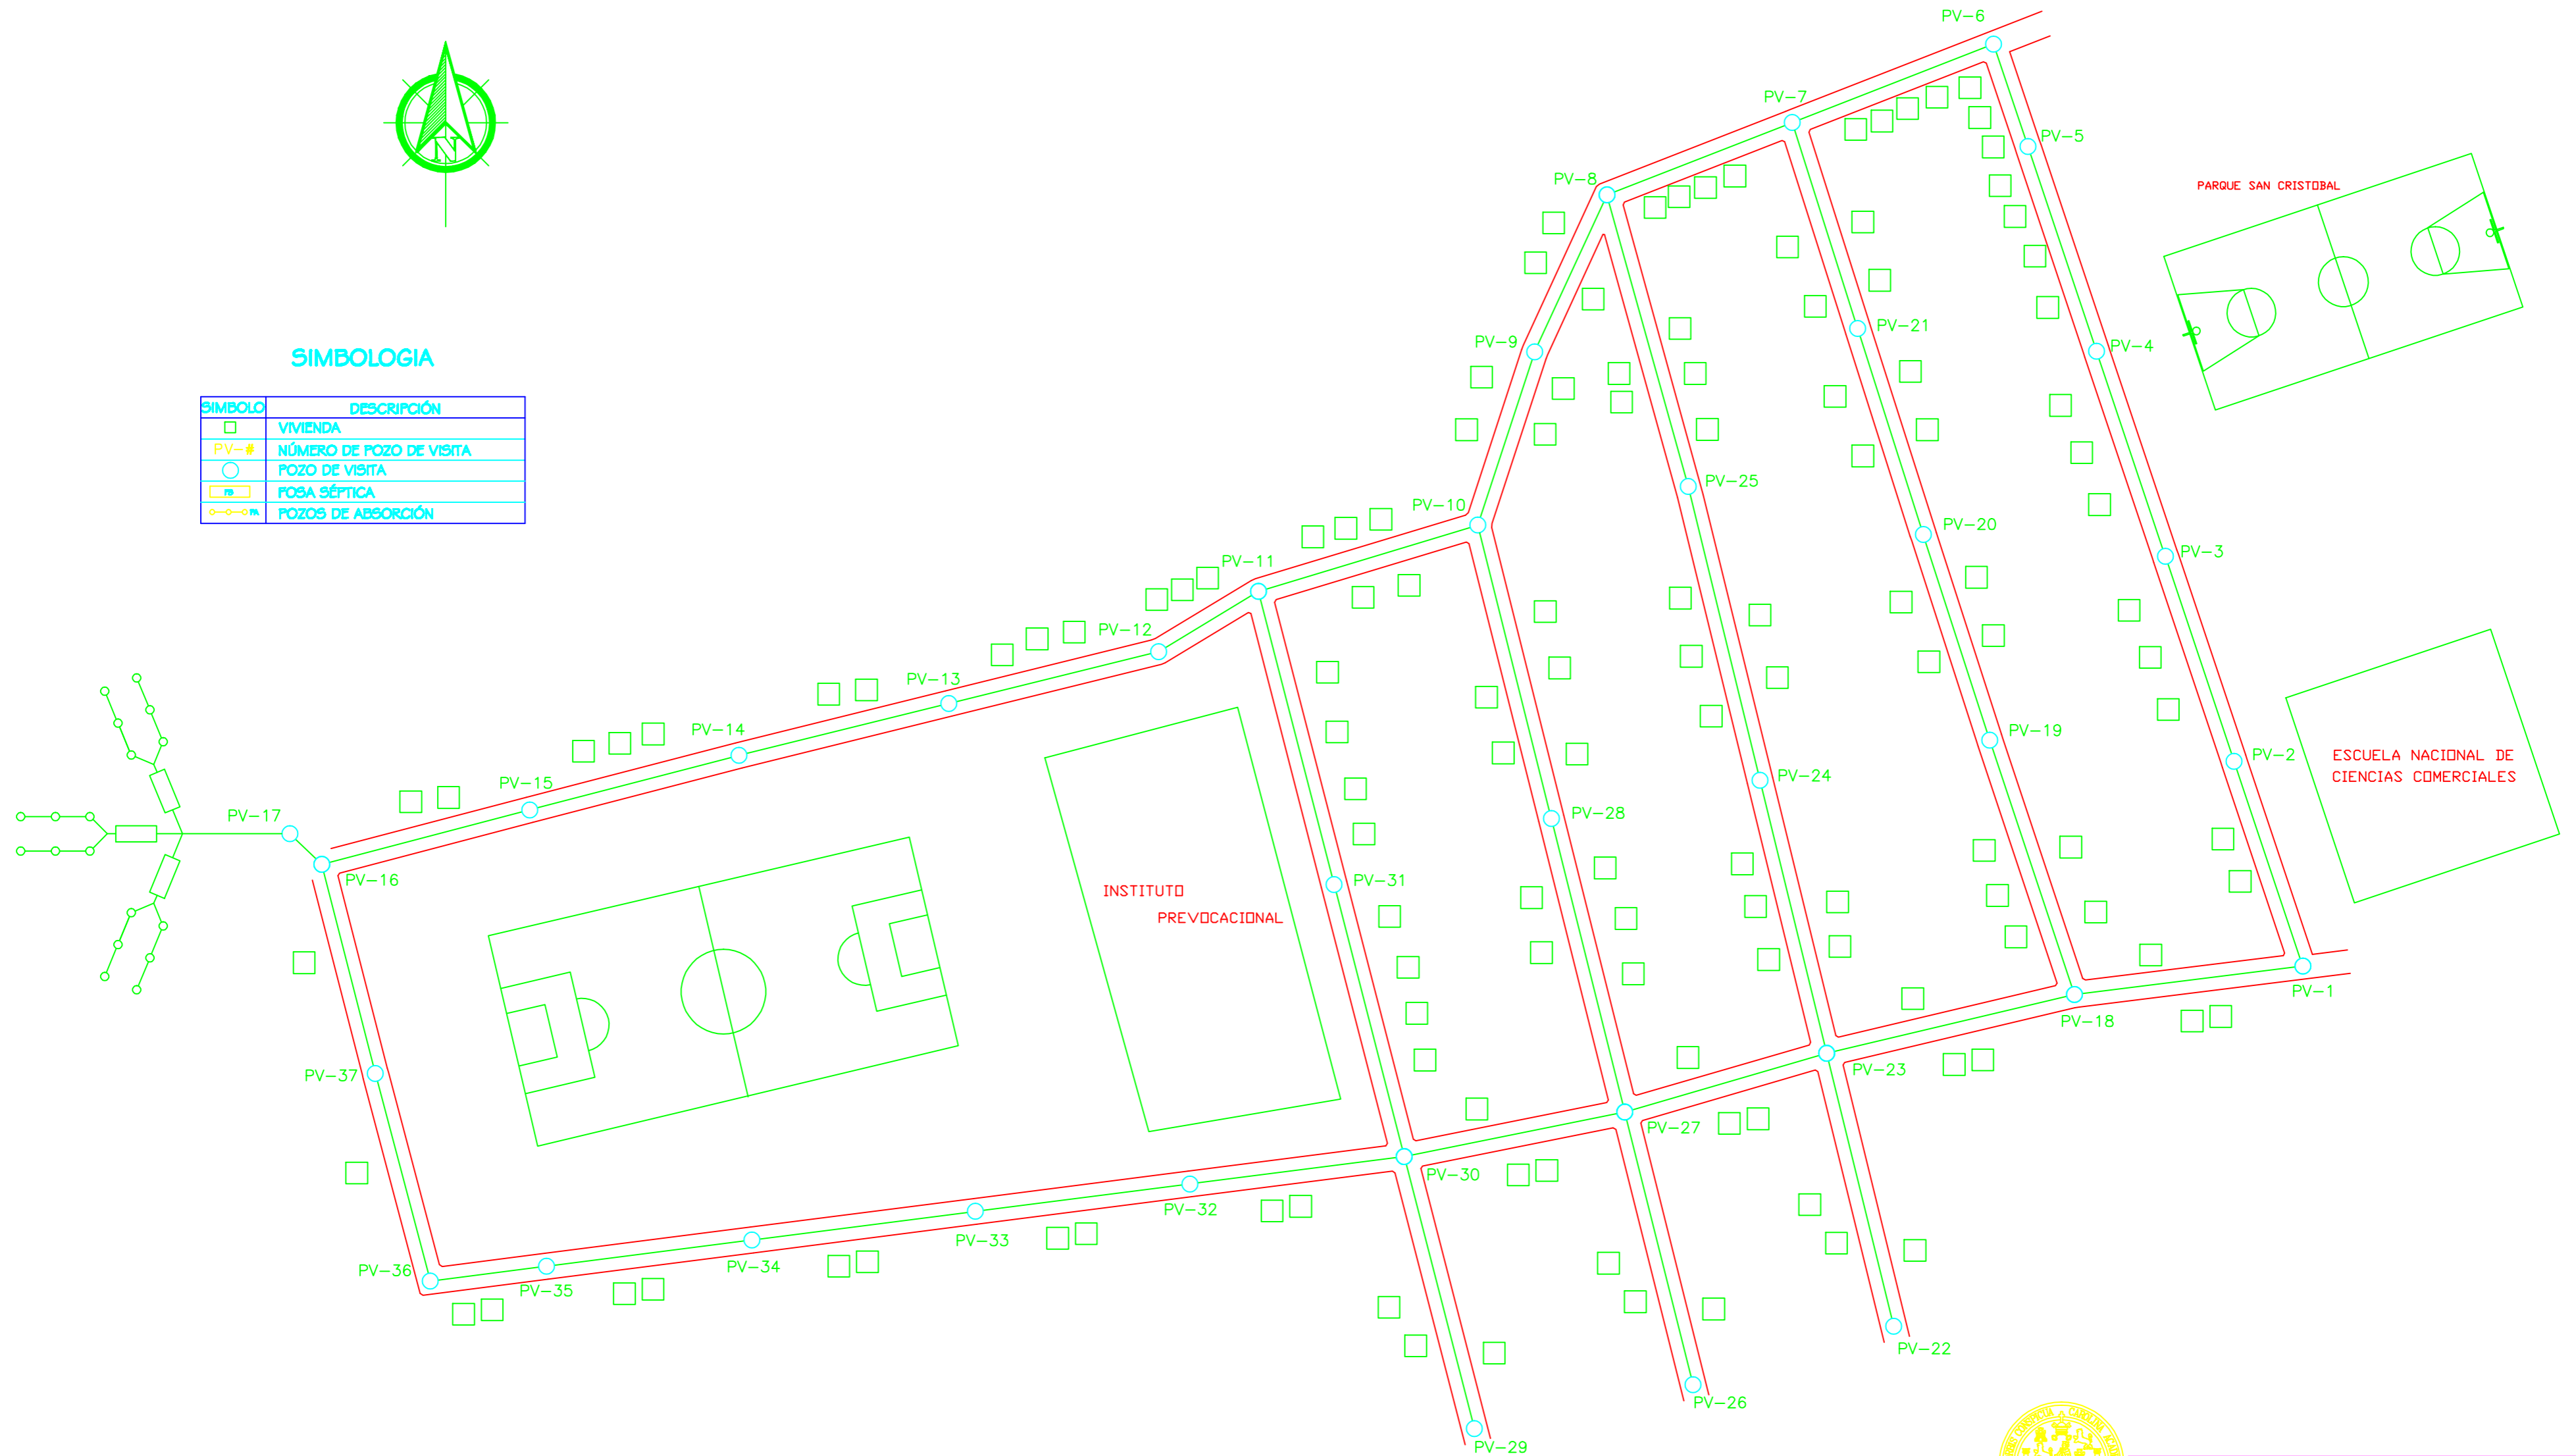 PV-6
PV-7
PV-5
PV-8
PARQUE SAN CRISTOBAL
N
PV-21
PV-9
PV-4
SIMBOLOGIA
SIMBOLO DESCRIPCIÓN
VIVIENDA
PV-# NÚMERO DE POZO DE VISITA
POZO DE VISITA
FS FOSA SÉPTICA
PA POZOS DE ABSORCIÓN
PV-25
PV-10
PV-20
PV-3
PV-11
PV-12
PV-13
PV-14
PV-19
PV-2
ESCUELA NACIONAL DE
CIENCIAS COMERCIALES
PV-15
PV-24
PV-17
PV-28
PV-16
PV-31
INSTITUTO
PREVOCACIONAL
PV-1
PV-18
PV-37
PV-23
PV-27
PV-30
PV-32
PV-33
PV-34
PV-36
PV-35
PV-22
PV-26
PV-29